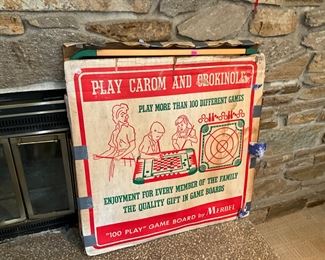 PLAY CAROM AND CROKINOLE
PLAY MORE THAN 100 DIFFERENT GAMES
ENJOYMENT FOR EVERY MEMBER OF THE FAMILY
THE QUALITY GIFT IN GAME BOARDS
"100 PLAY" GAME BOARD by MERDEL